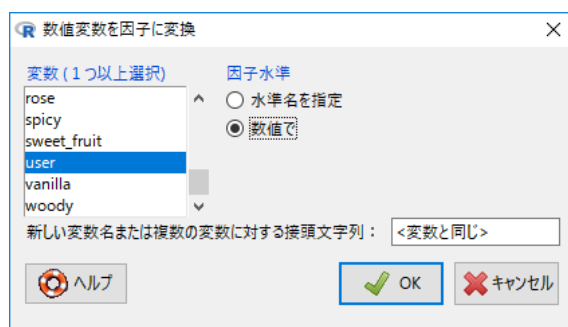 数値変数を因子に変換
変数 (１つ以上選択)
因子水準
rose
spicy
sweet_fruit
user
vanilla
woody
水準名を指定
数値で
新しい変数名または複数の変数に対する接頭文字列：
<変数と同じ>
ヘルプ
OK
キャンセル